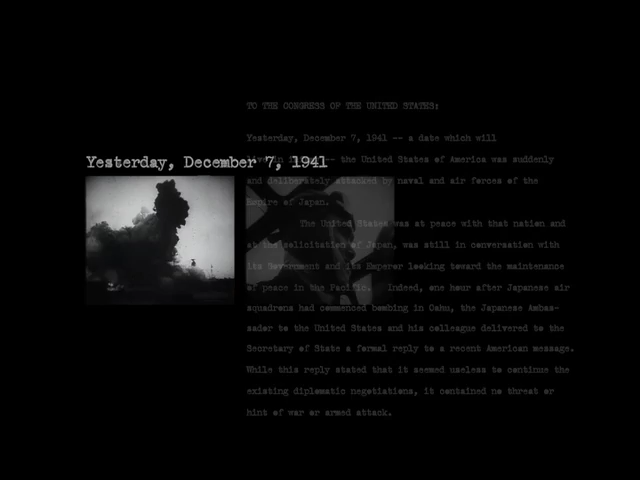 TO THE CONGRESS OF THE UNITED STATES:
Yesterday, December 7, 1941 -- a date which will
Yesterday, December 7, 1941
live in infamy -- the United States of America was suddenly
and deliberately attacked by naval and air forces of the
Empire of Japan.
The United States was at peace with that nation and
at the solicitation of Japan, was still in conversation with
its Government and its Emperor looking toward the maintenance
of peace in the Pacific. Indeed, one hour after Japanese air
squadrons had commenced bombing in Oahu, the Japanese Ambas-
sador to the United States and his colleague delivered to the
Secretary of State a formal reply to a recent American message.
While this reply stated that it seemed useless to continue the
existing diplomatic negotiations, it contained no threat or
hint of war or armed attack.